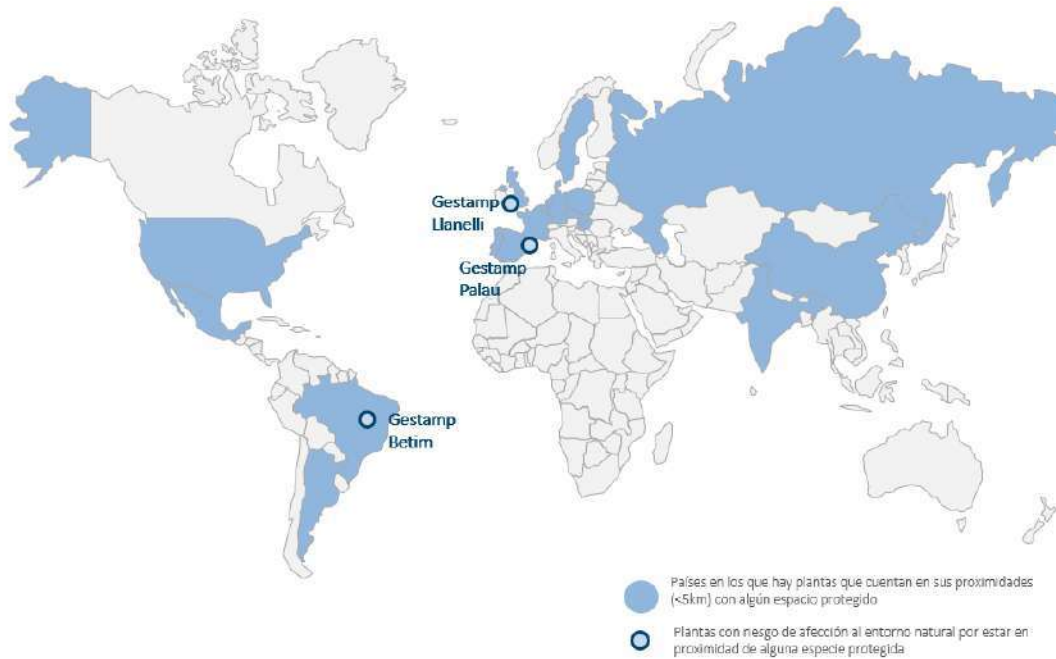 Gestamp
Llanelli
Gestamp
Palau
Gestamp
Betim
Países en los que hay plantas que cuentan en sus proximidades
(<5km) con algún espacio protegido
Plantas con riesgo de afección al entorno natural por estar en
proximidad de alguna especie protegida